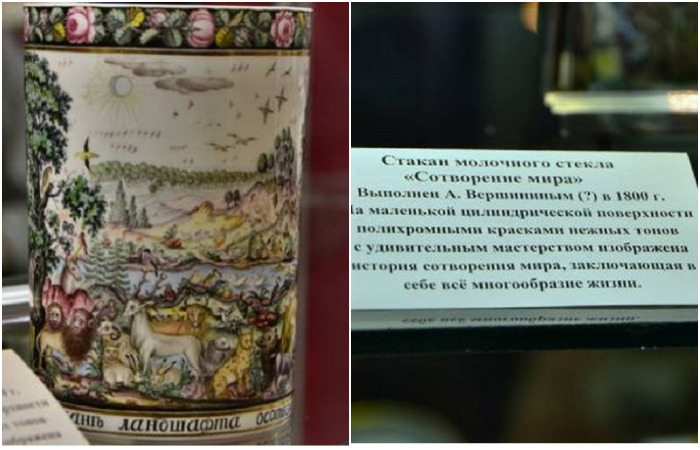 ландшафта
Стакан молочного стекла
«Сотворение мира»
Выполнен А. Вершининым (?) в 1800 г.
На маленькой цилиндрической поверхности
полихромными красками нежных тонов
с удивительным мастерством изображена
история сотворения мира, заключающая в
себе всё многообразие жизни.